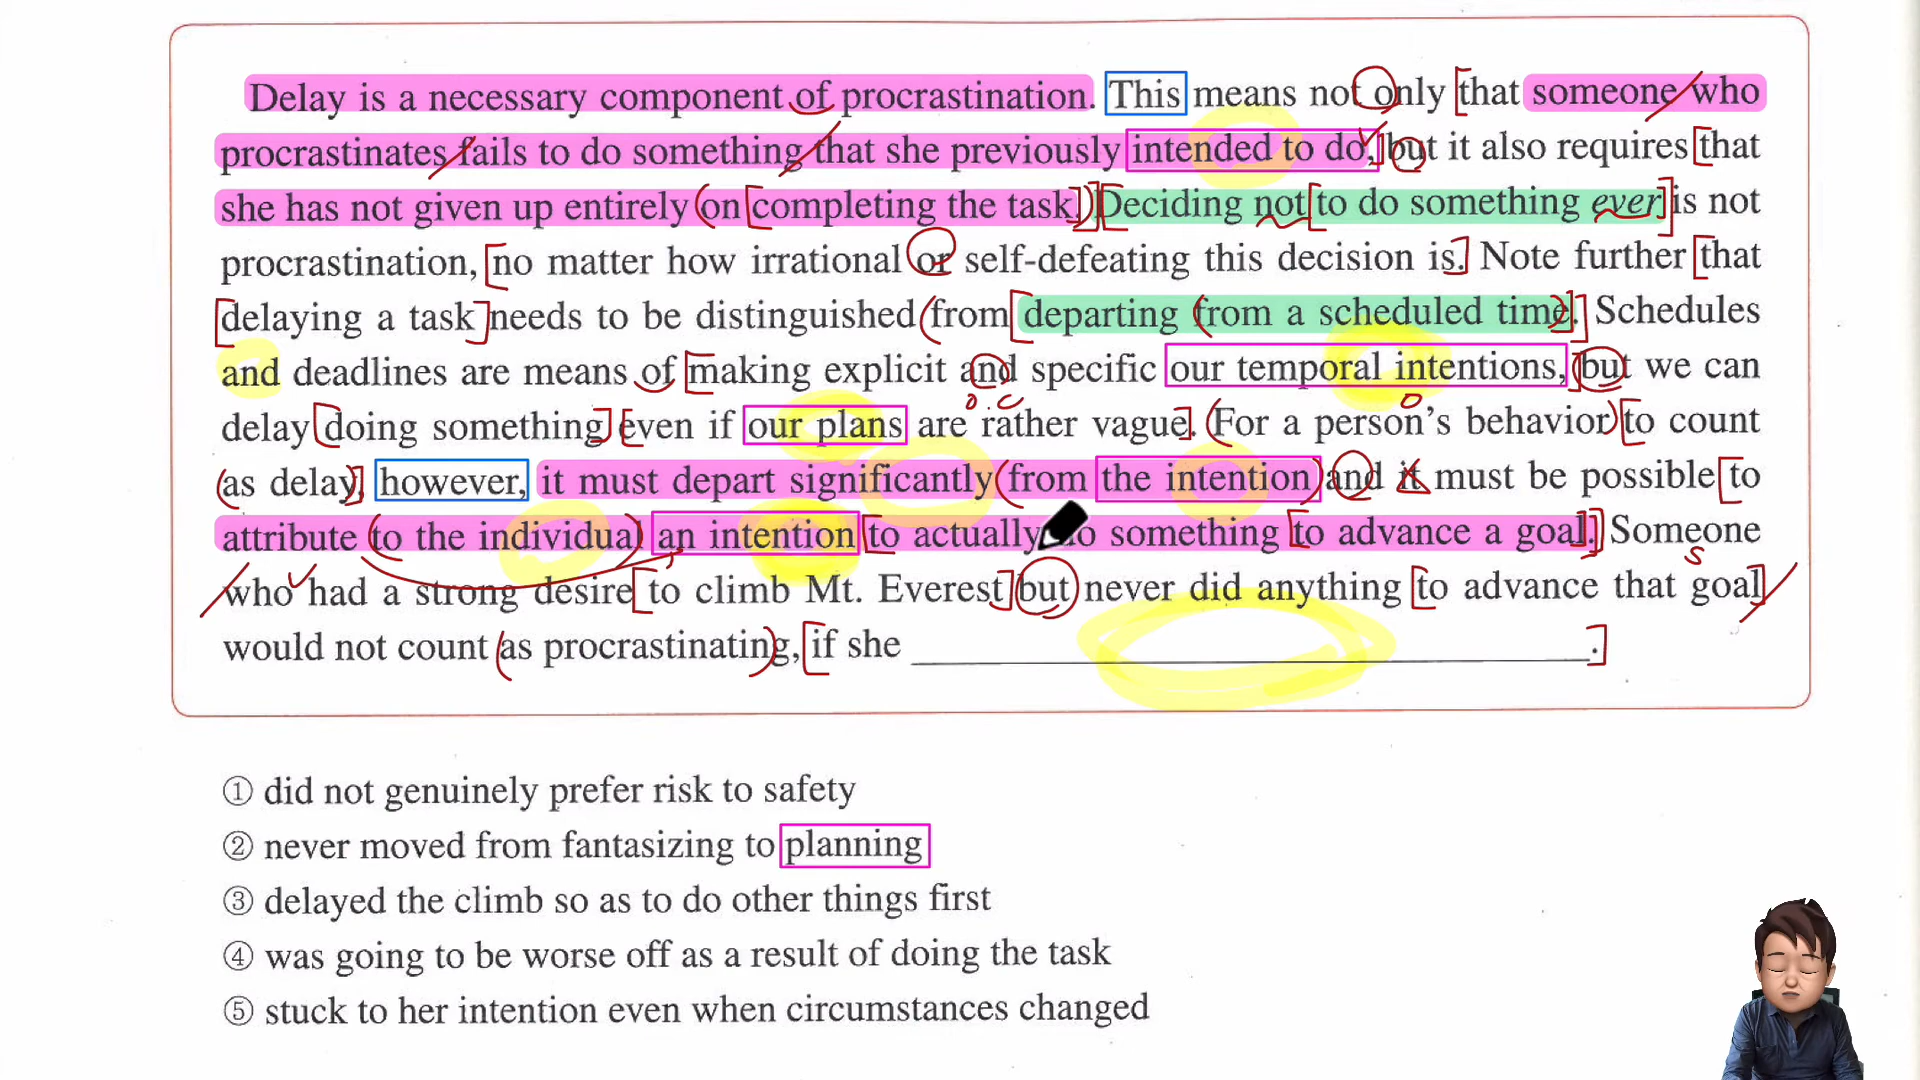 Delay is a necessary component of procrastination. This means not only that someone who
procrastinates fails to do something that she previously intended to do, but it also requires that
she has not given up entirely on completing the task. Deciding not to do something ever is not
procrastination, no matter how irrational or self-defeating this decision is. Note further that
delaying a task needs to be distinguished from departing from a scheduled time. Schedules
and deadlines are means of making explicit and specific our temporal intentions, but we can
delay doing something even if our plans are rather vague. For a person's behavior to count
as delay, however, it must depart significantly from the intention and it must be possible to
attribute to the individual an intention to actually do something to advance a goal. Someone
who had a strong desire to climb Mt. Everest but never did anything to advance that goal
would not count as procrastinating, if she ________.
① did not genuinely prefer risk to safety
② never moved from fantasizing to planning
③ delayed the climb so as to do other things first
④ was going to be worse off as a result of doing the task
⑤ stuck to her intention even when circumstances changed